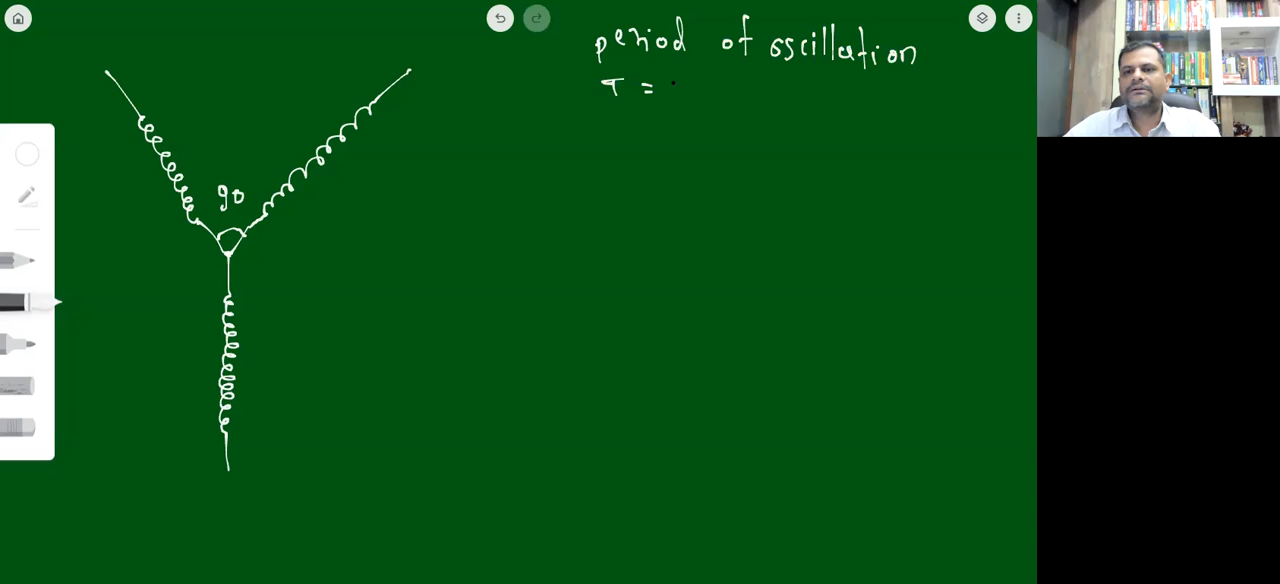 period of oscillation
T =
90